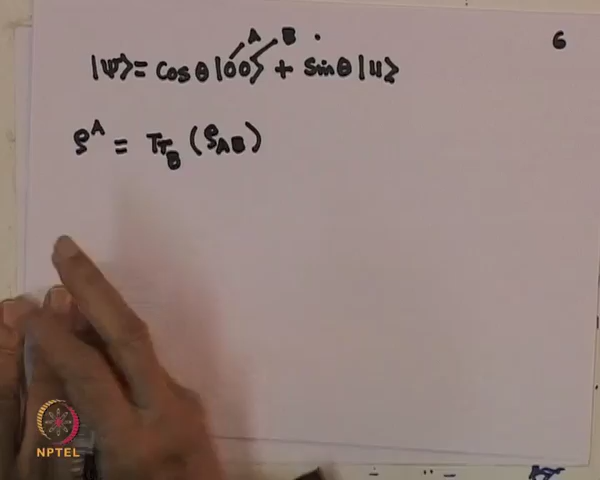 A B 6
|ψ⟩ = cos θ |00⟩ + sin θ |11⟩
ρ^A = Tr_B (ρ_AB)
NPTEL